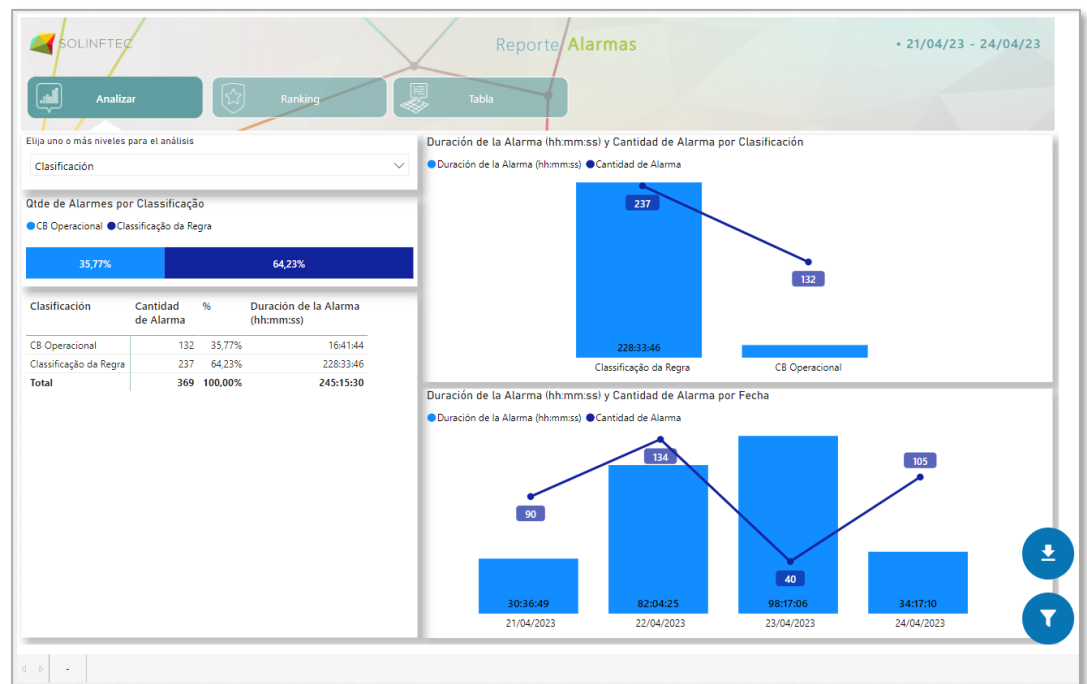 SOLINFTEC
Reporte Alarmas
• 21/04/23 - 24/04/23
Analizar
Ranking
Tabla
Elija uno o más niveles para el análisis
Clasificación
Qtde de Alarmes por Classificação
CB Operacional Classificação da Regra
35,77% 64,23%
Clasificación Cantidad de Alarma % Duración de la Alarma (hh:mm:ss)
CB Operacional 132 35,77% 16:41:44
Classificação da Regra 237 64,23% 228:33:46
Total 369 100,00% 245:15:30
Duración de la Alarma (hh:mm:ss) y Cantidad de Alarma por Clasificación
Duración de la Alarma (hh:mm:ss) Cantidad de Alarma
237
132
228:33:46
Classificação da Regra CB Operacional
Duración de la Alarma (hh:mm:ss) y Cantidad de Alarma por Fecha
Duración de la Alarma (hh:mm:ss) Cantidad de Alarma
90 134 40 105
30:36:49 82:04:25 98:17:06 34:17:10
21/04/2023 22/04/2023 23/04/2023 24/04/2023
-